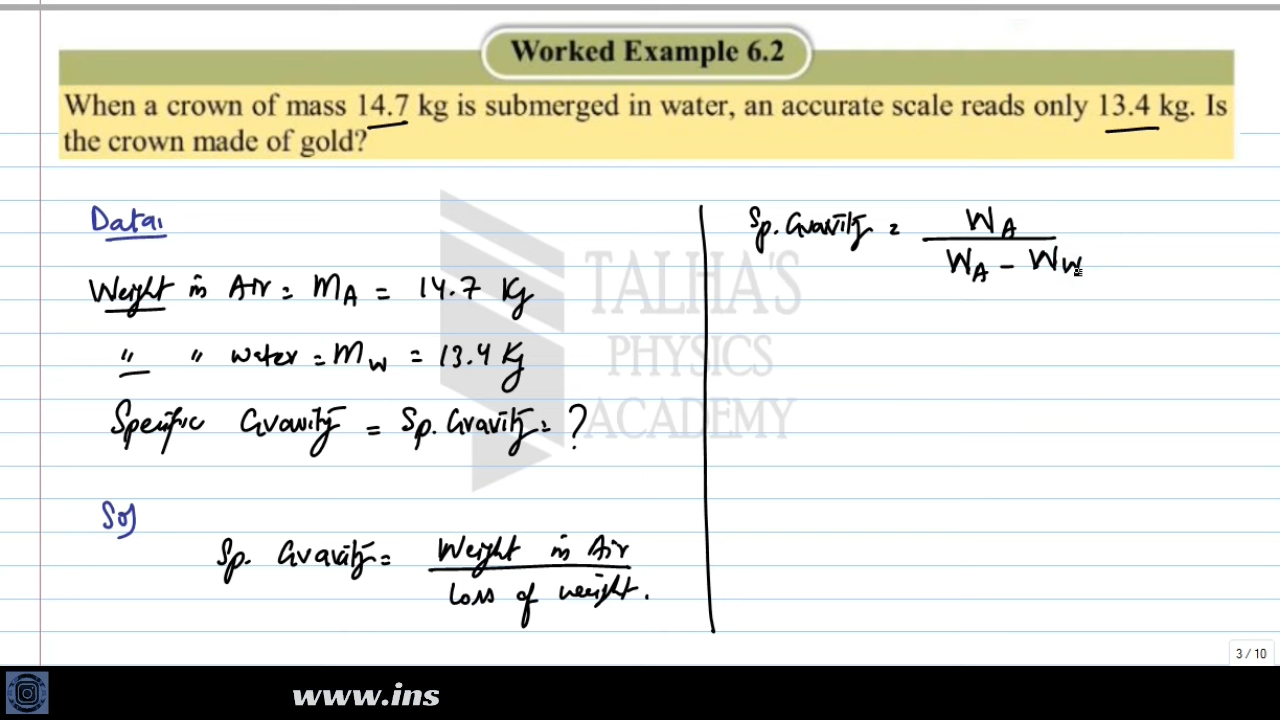 Worked Example 6.2
When a crown of mass 14.7 kg is submerged in water, an accurate scale reads only 13.4 kg. Is
the crown made of gold?
Data:
Weight in Air = mA = 14.7 Kg
" " water = mw = 13.4 Kg
Specific Gravity = Sp. Gravity = ?
Sol
Sp. Gravity = Weight in Air
Loss of weight.
Sp. Gravity = WA
WA - WW
TALHA'S
PHYSICS
ACADEMY
3 / 10
www.ins